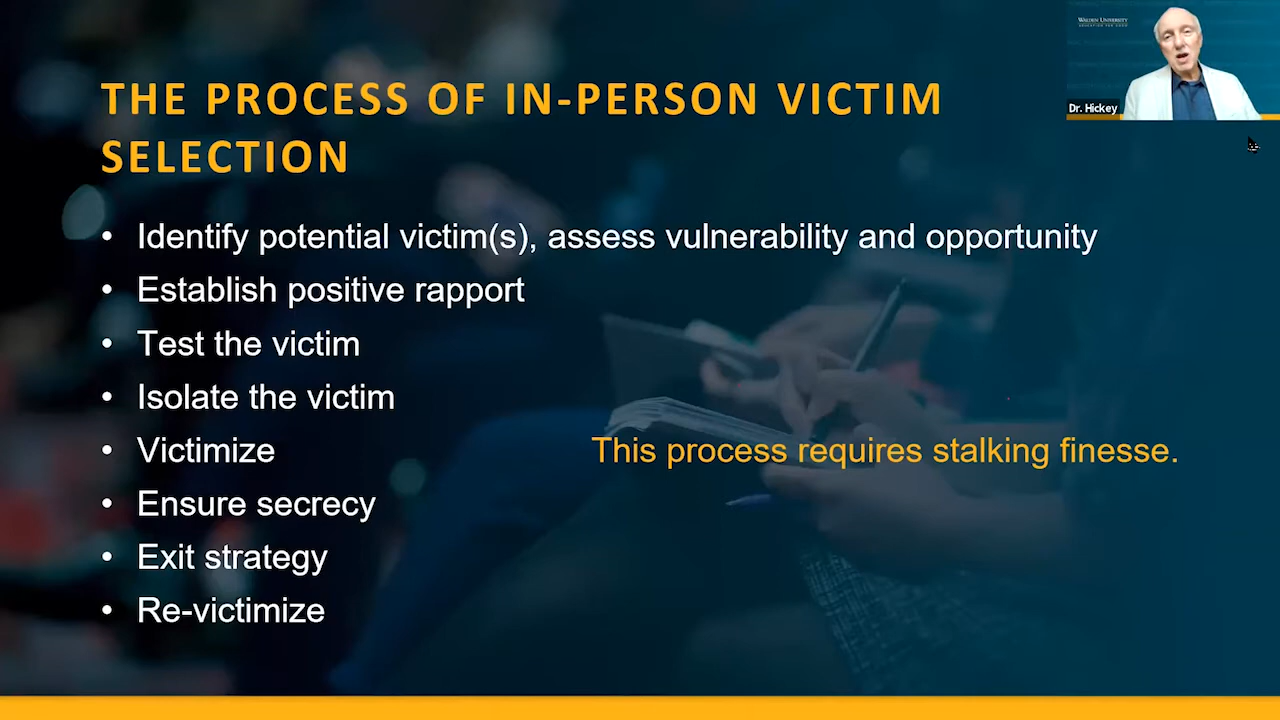 WALDEN UNIVERSITY
Dr. Hickey
THE PROCESS OF IN-PERSON VICTIM
SELECTION
• Identify potential victim(s), assess vulnerability and opportunity
• Establish positive rapport
• Test the victim
• Isolate the victim
• Victimize
This process requires stalking finesse.
• Ensure secrecy
• Exit strategy
• Re-victimize